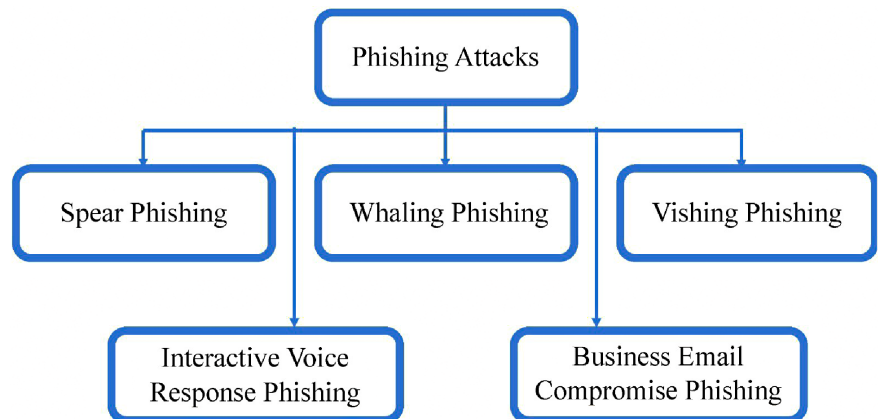 Phishing Attacks
Spear Phishing
Whaling Phishing
Vishing Phishing
Interactive Voice
Response Phishing
Business Email
Compromise Phishing